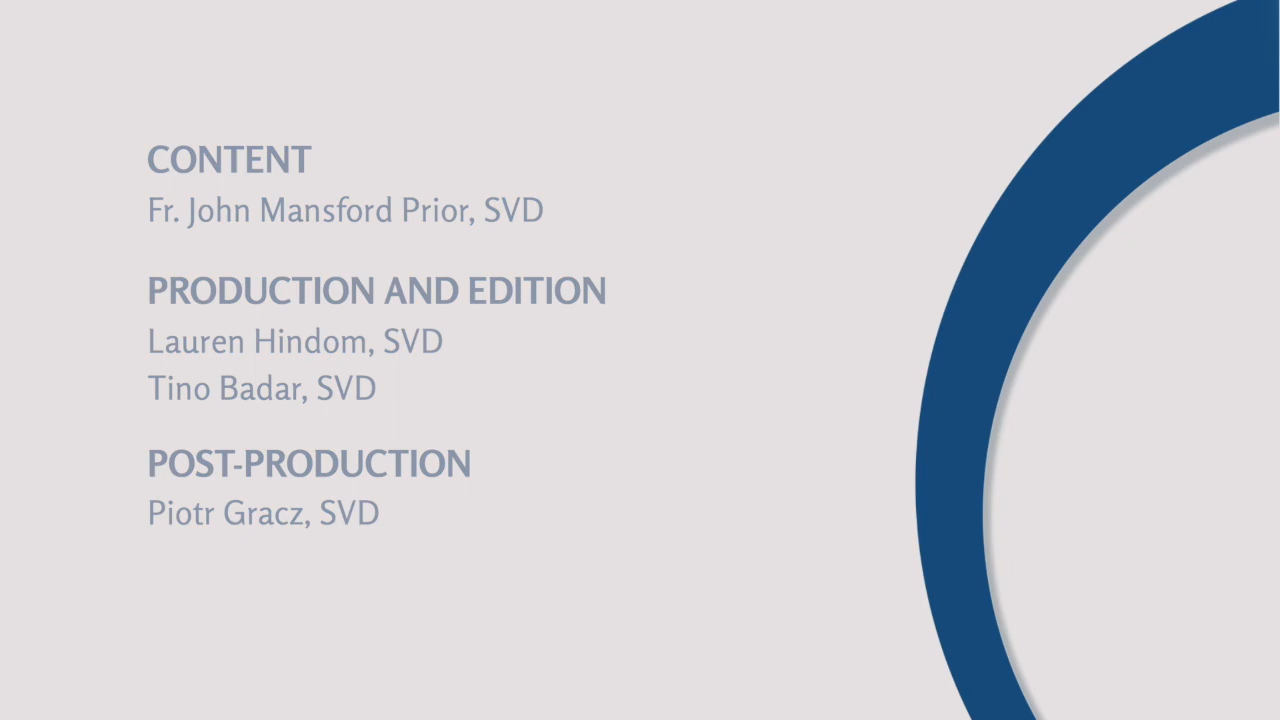 CONTENT
Fr. John Mansford Prior, SVD
PRODUCTION AND EDITION
Lauren Hindom, SVD
Tino Badar, SVD
POST-PRODUCTION
Piotr Gracz, SVD